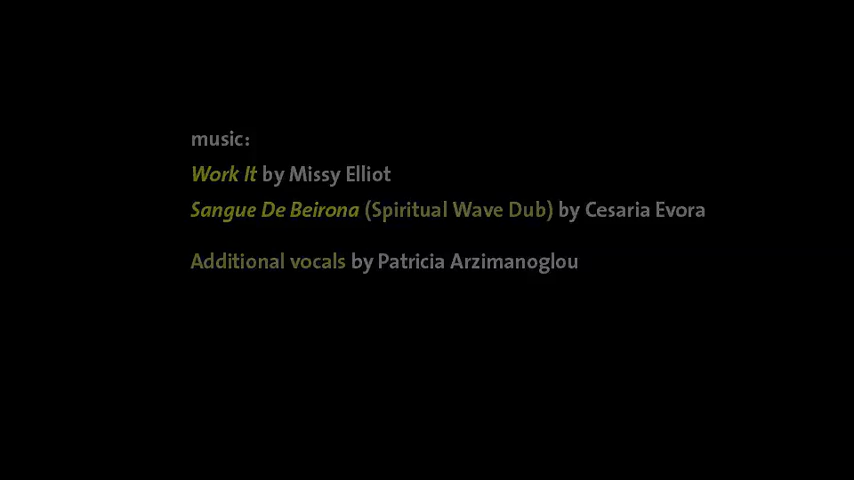 music:
Work It by Missy Elliot
Sangue De Beirona (Spiritual Wave Dub) by Cesaria Evora
Additional vocals by Patricia Arzimanoglou